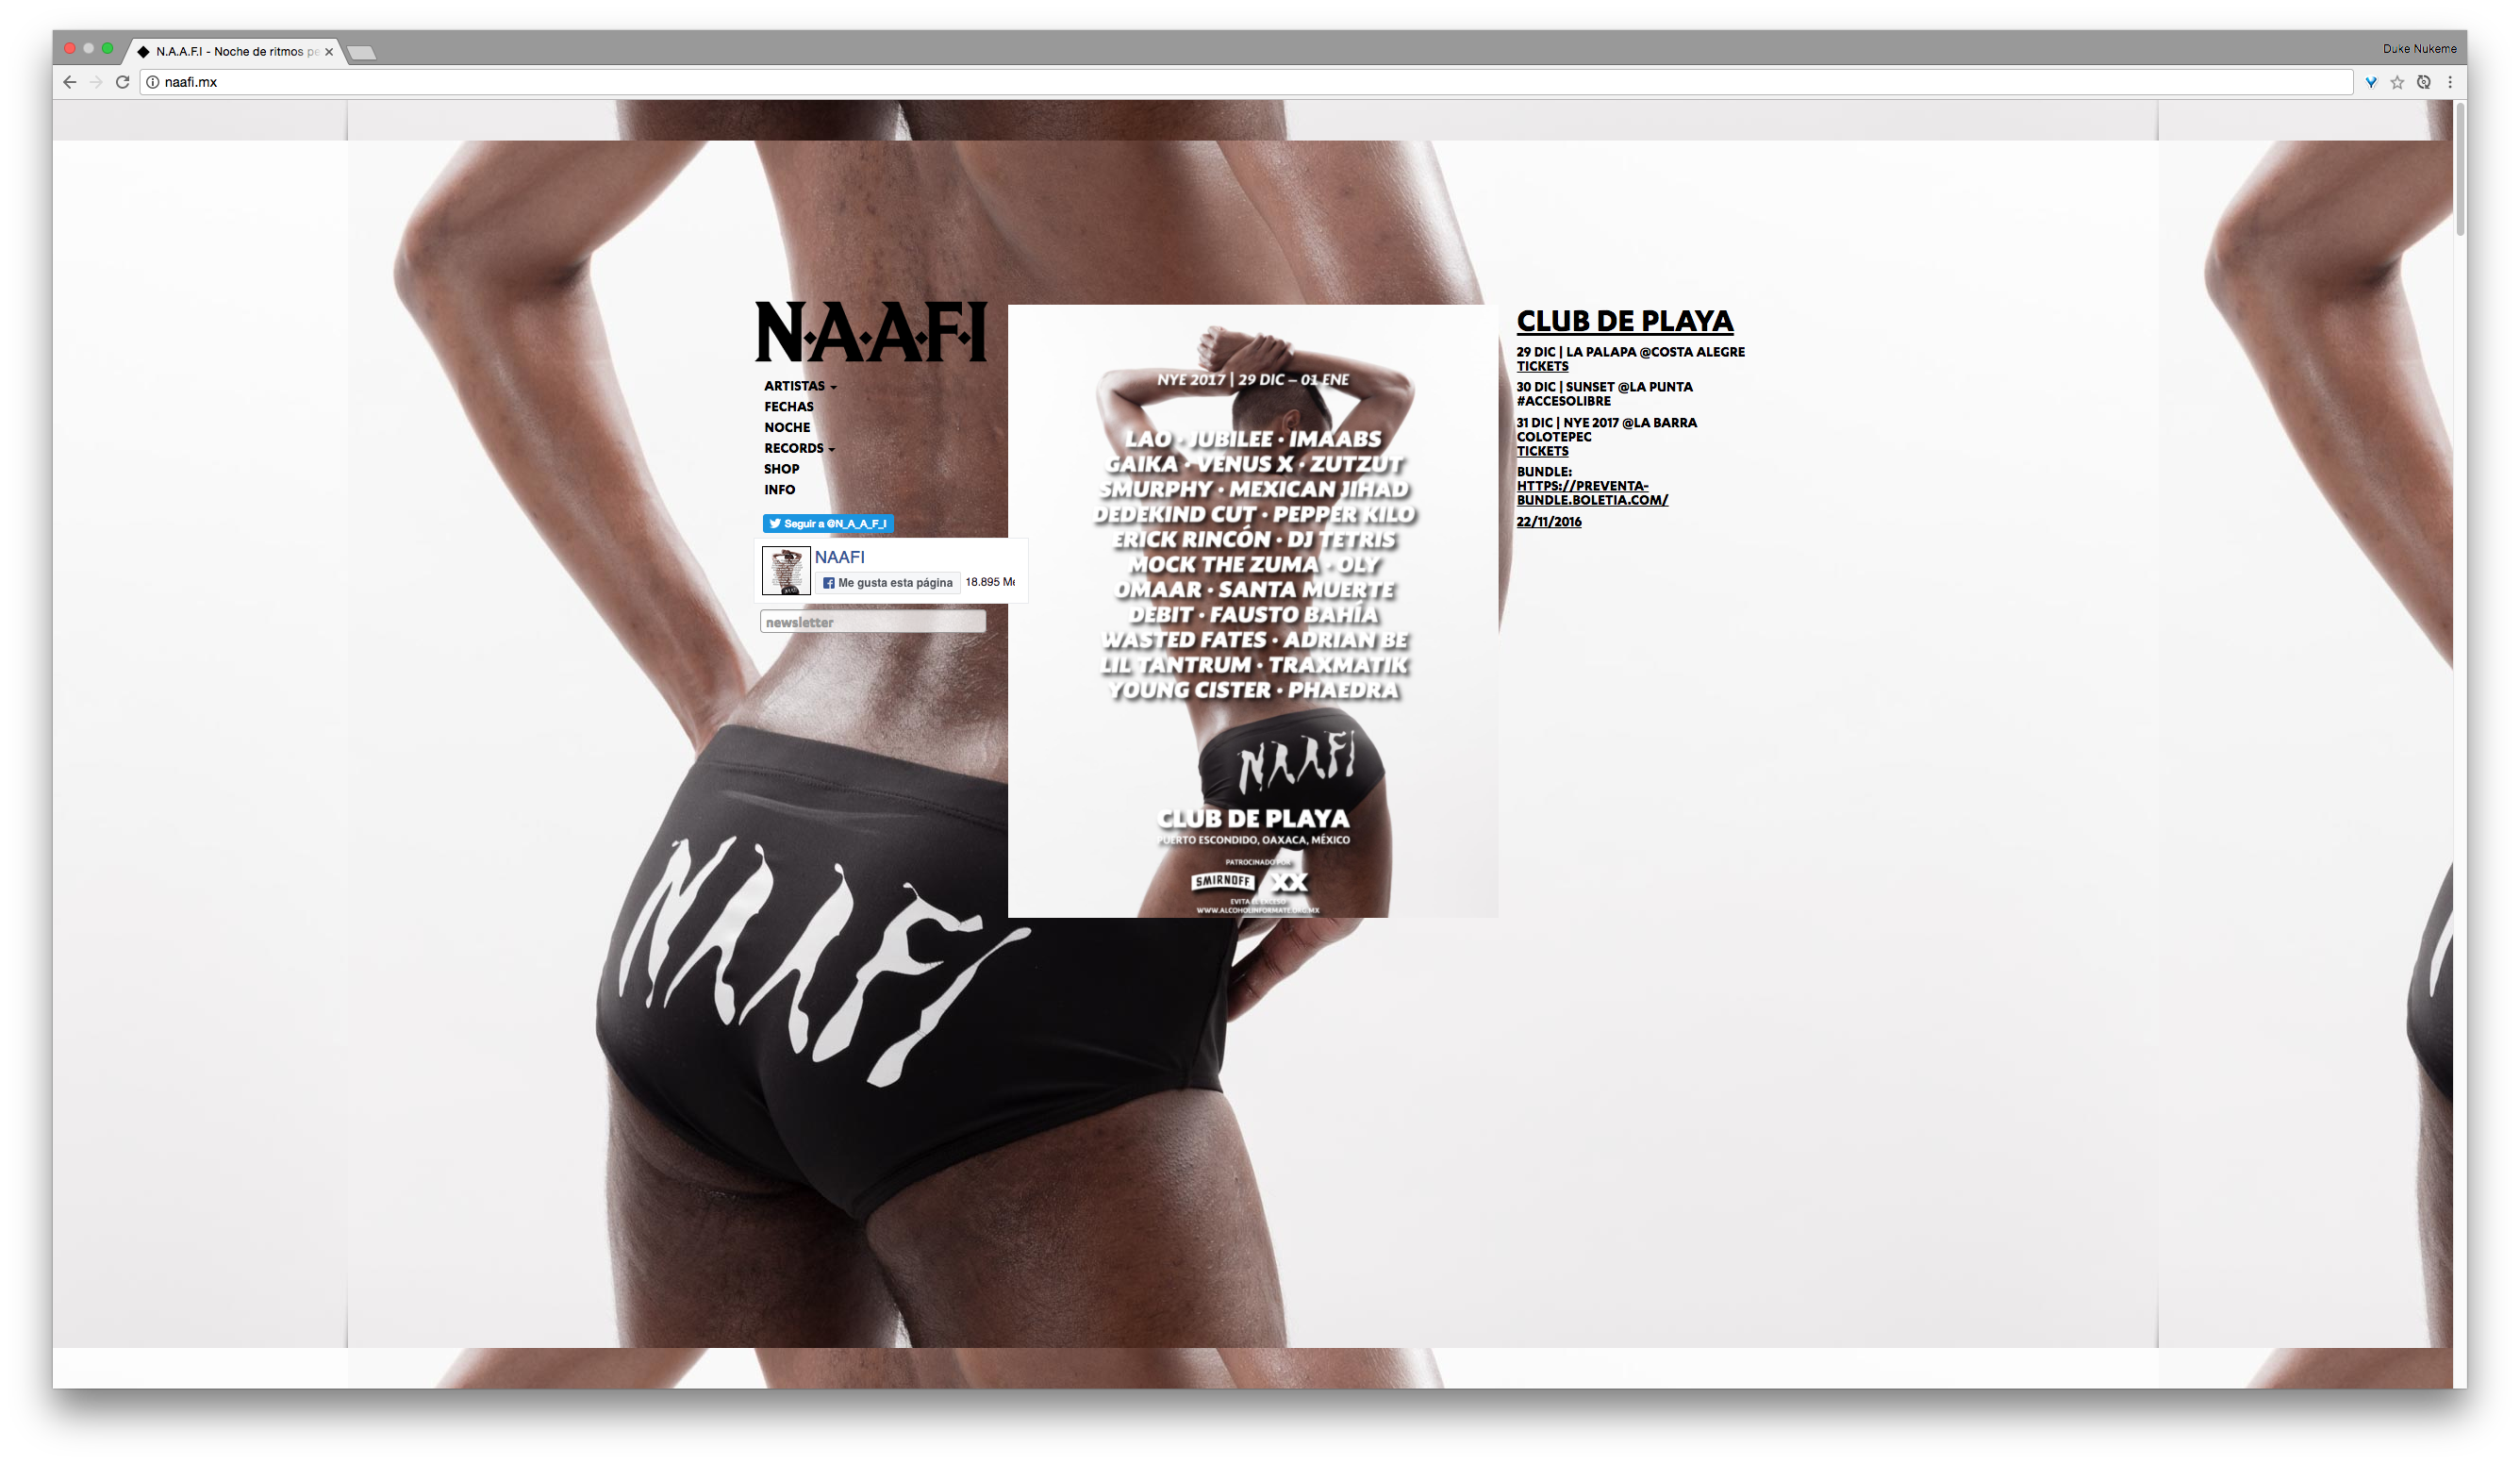 N.A.A.F.I - Noche de ritmos pe
Duke Nukeme
naafi.mx
N·A·A·F·I
ARTISTAS
FECHAS
NOCHE
RECORDS
SHOP
INFO
Seguir a @N_A_A_F_I
NAAFI
Me gusta esta página
18.895 Me
newsletter
NYE 2017 | 29 DIC – 01 ENE
LAO · JUBILEE · IMAABS
GAIKA · VENUS X · ZUTZUT
SMURPHY · MEXICAN JIHAD
DEDEKIND CUT · PEPPER KILO
ERICK RINCÓN · DJ TETRIS
MOCK THE ZUMA · OLY
OMAAR · SANTA MUERTE
DEBIT · FAUSTO BAHÍA
WASTED FATES · ADRIAN BE
LIL TANTRUM · TRAXMATIK
YOUNG CISTER · PHAEDRA
NAAFI
CLUB DE PLAYA
PUERTO ESCONDIDO, OAXACA, MÉXICO
PATROCINADO POR
SMIRNOFF XX
EVITA EL EXCESO
WWW.ALCOHOLINFORMATE.ORG.MX
CLUB DE PLAYA
29 DIC | LA PALAPA @COSTA ALEGRE
TICKETS
30 DIC | SUNSET @LA PUNTA
#ACCESOLIBRE
31 DIC | NYE 2017 @LA BARRA
COLOTEPEC
TICKETS
BUNDLE:
HTTPS://PREVENTA-
BUNDLE.BOLETIA.COM/
22/11/2016
NAAFI